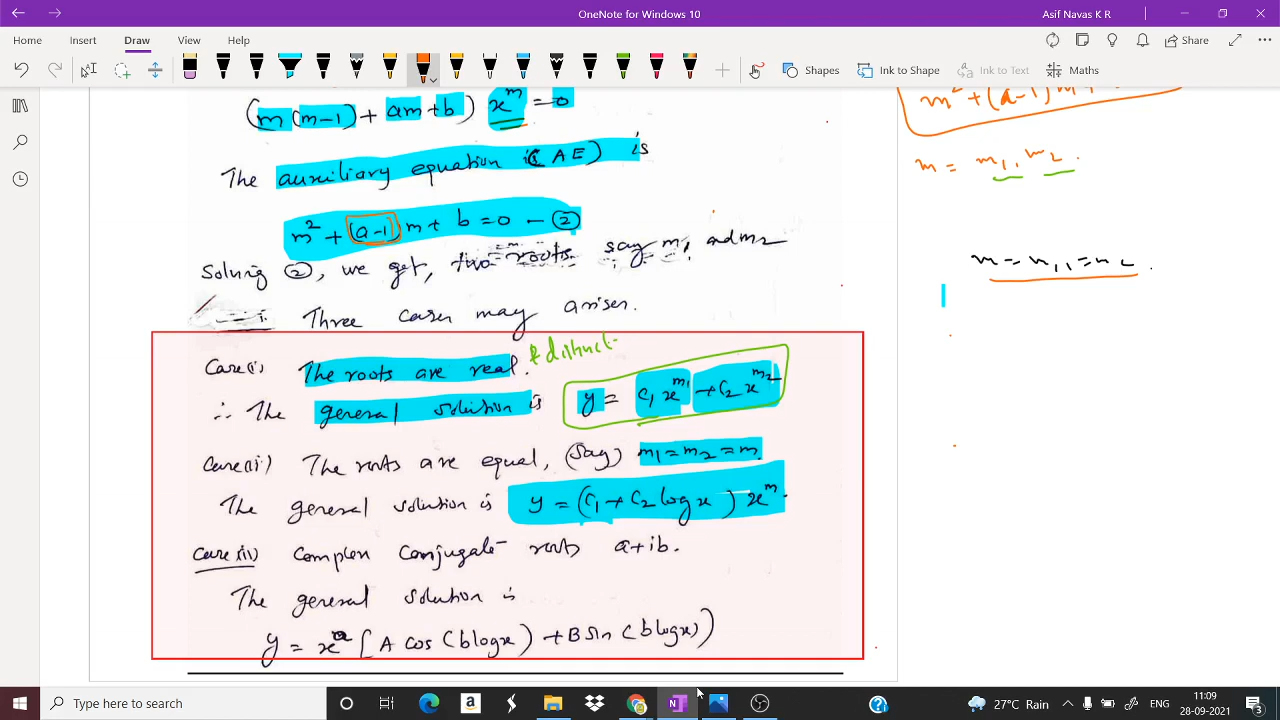 OneNote for Windows 10
Asif Navas K R
Home Insert Draw View Help
Share
Shapes Ink to Shape Ink to Text Maths
(m(m-1) + am + b) x^m = 0
The auxiliary equation (AE) is
m² + (a-1) m + b = 0 - ②
Solving ②, we get, two roots say m₁ and m₂
Three cases may arises.
Case(i) The roots are real. & distinct
∴ The general solution is y = c₁ x^m₁ + c₂ x^m₂
Case(ii) The roots are equal, (say) m₁ = m₂ = m.
The general solution is y = (c₁ + c₂ log x) x^m.
Case(iii) Complex Conjugate roots a+ib.
The general solution is
y = x^a [A cos (b log x) + B sin (b log x)]
m = m₁, m₂.
Type here to search
27°C Rain
ENG
11:09
28-09-2021